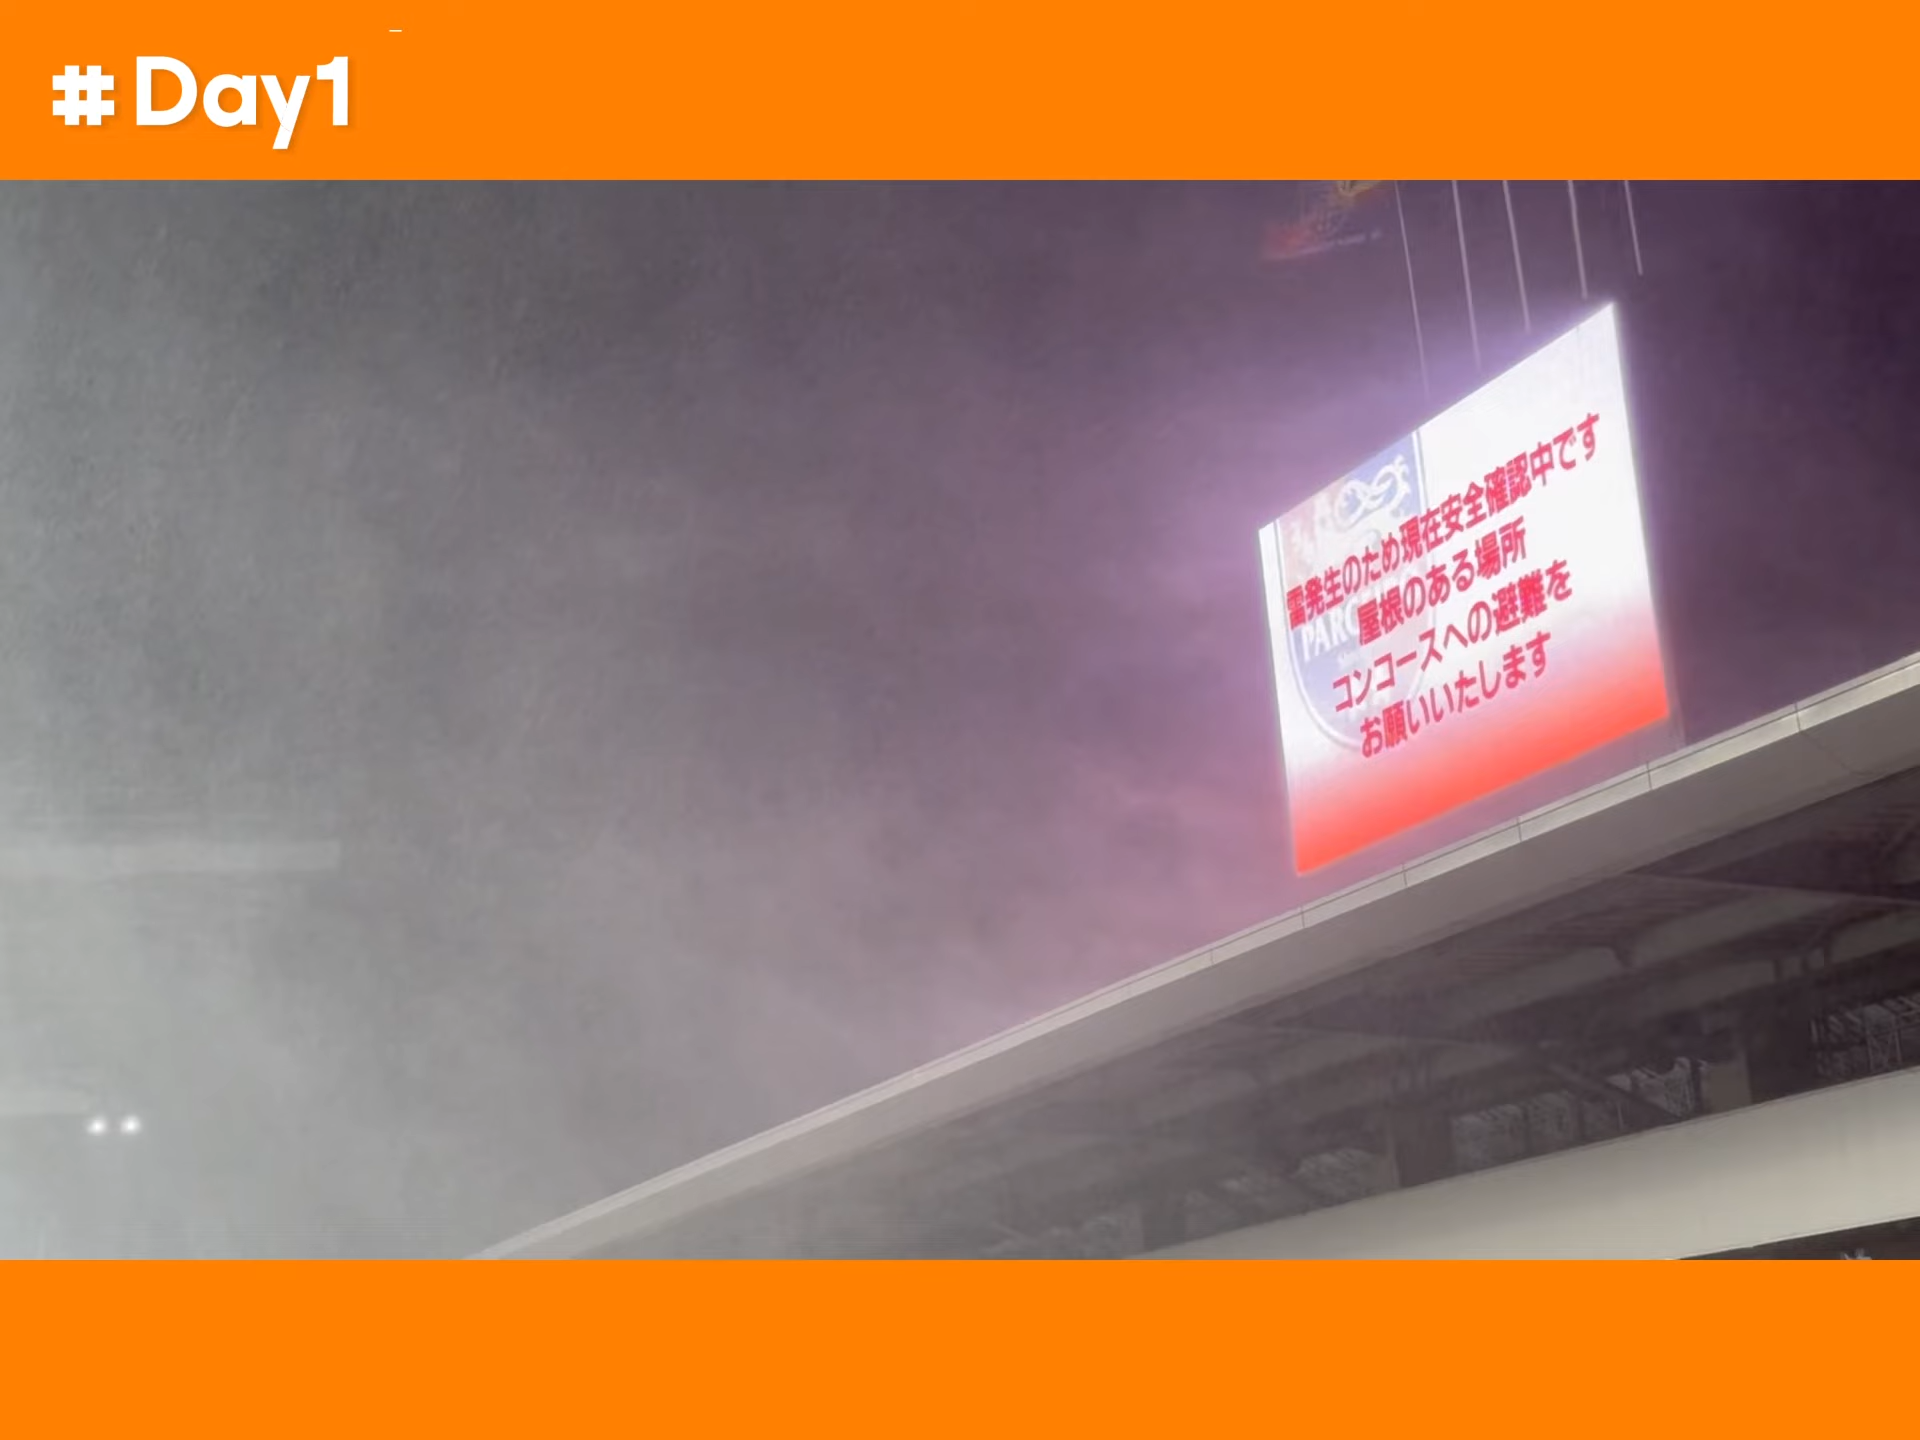 # Day1
雷発生のため現在安全確認中です
屋根のある場所
コンコースへの避難を
お願いいたします
PARC